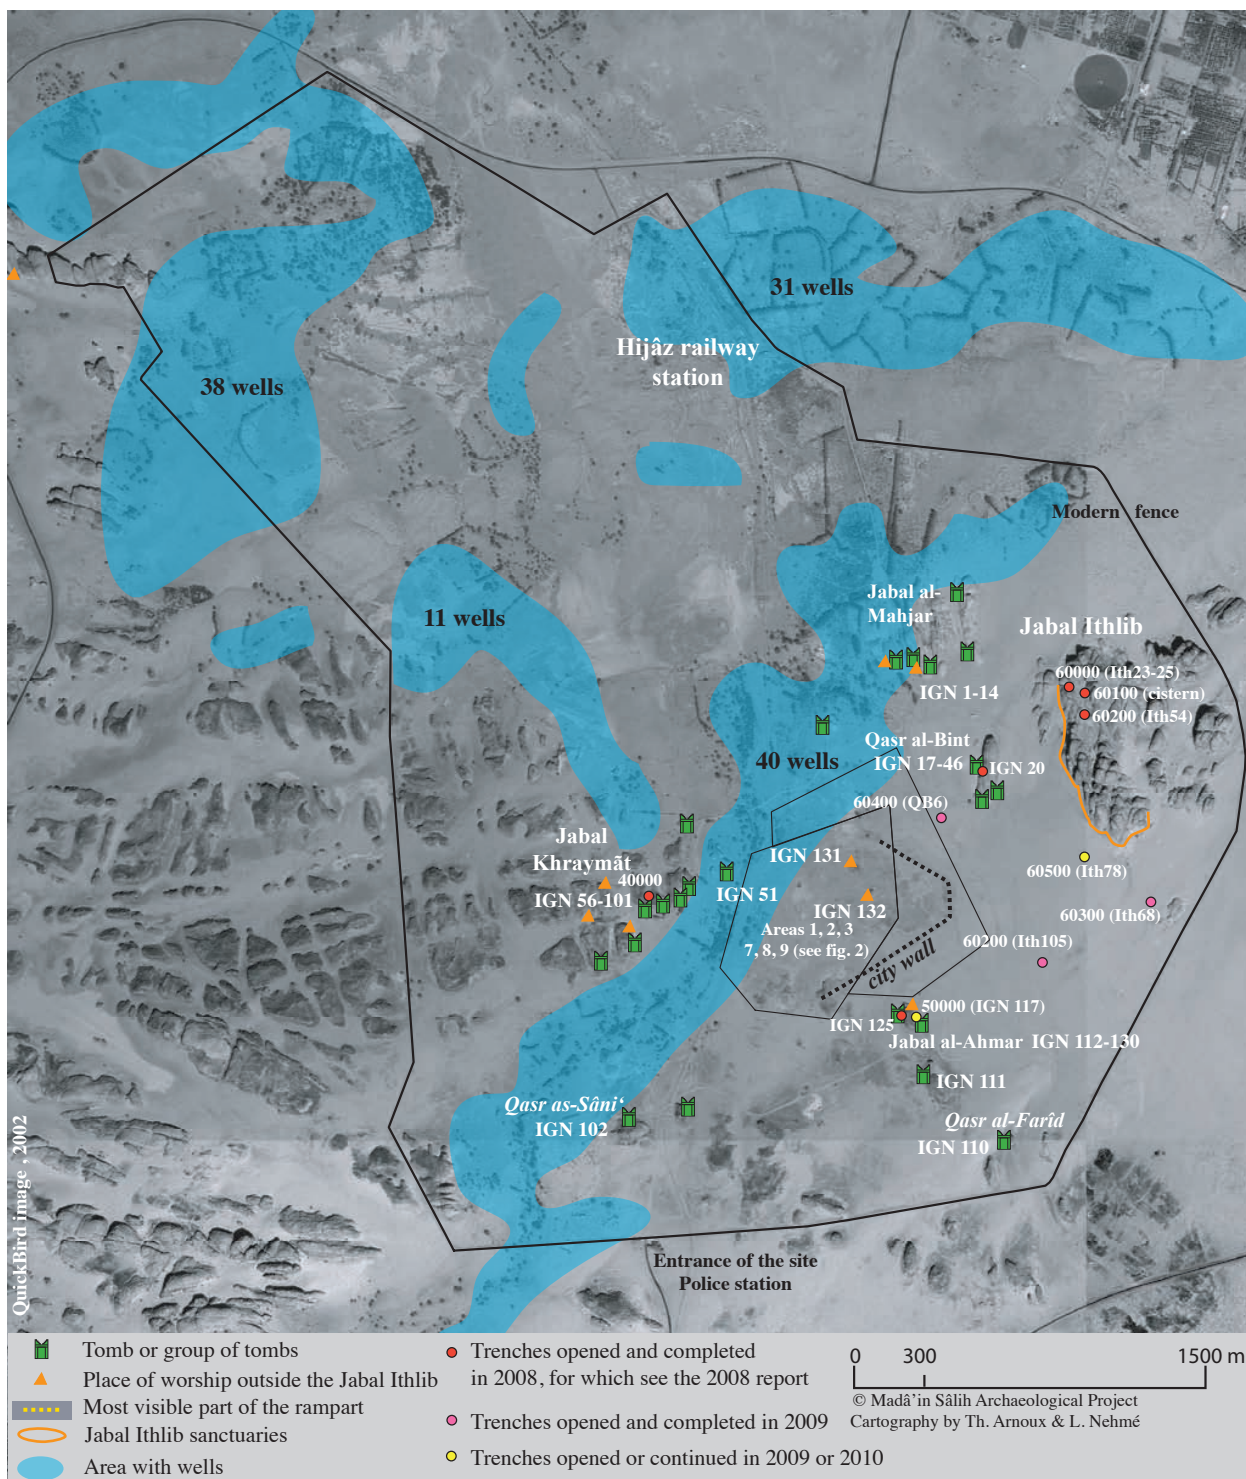 31 wells
Hijâz railway
station
38 wells
Modern fence
Jabal al-
Mahjar
11 wells
Jabal Ithlib
60000 (Ith23-25)
60100 (cistern)
60200 (Ith54)
IGN 1-14
Qasr al-Bint
IGN 17-46
IGN 20
40 wells
60400 (QB6)
Jabal
Khraymāt
40000
IGN 56-101
IGN 131
IGN 51
IGN 132
60500 (Ith78)
60300 (Ith68)
Areas 1, 2, 3
7, 8, 9 (see fig. 2)
60200 (Ith105)
city wall
50000 (IGN 117)
IGN 125
Jabal al-Ahmar IGN 112-130
IGN 111
Qasr as-Sâni‘
IGN 102
Qasr al-Farîd
IGN 110
Entrance of the site
Police station
QuickBird image , 2002
Tomb or group of tombs
Place of worship outside the Jabal Ithlib
Most visible part of the rampart
Jabal Ithlib sanctuaries
Area with wells
Trenches opened and completed
in 2008, for which see the 2008 report
Trenches opened and completed in 2009
Trenches opened or continued in 2009 or 2010
0 300 1500 m
© Madâ’in Sâlih Archaeological Project
Cartography by Th. Arnoux & L. Nehmé